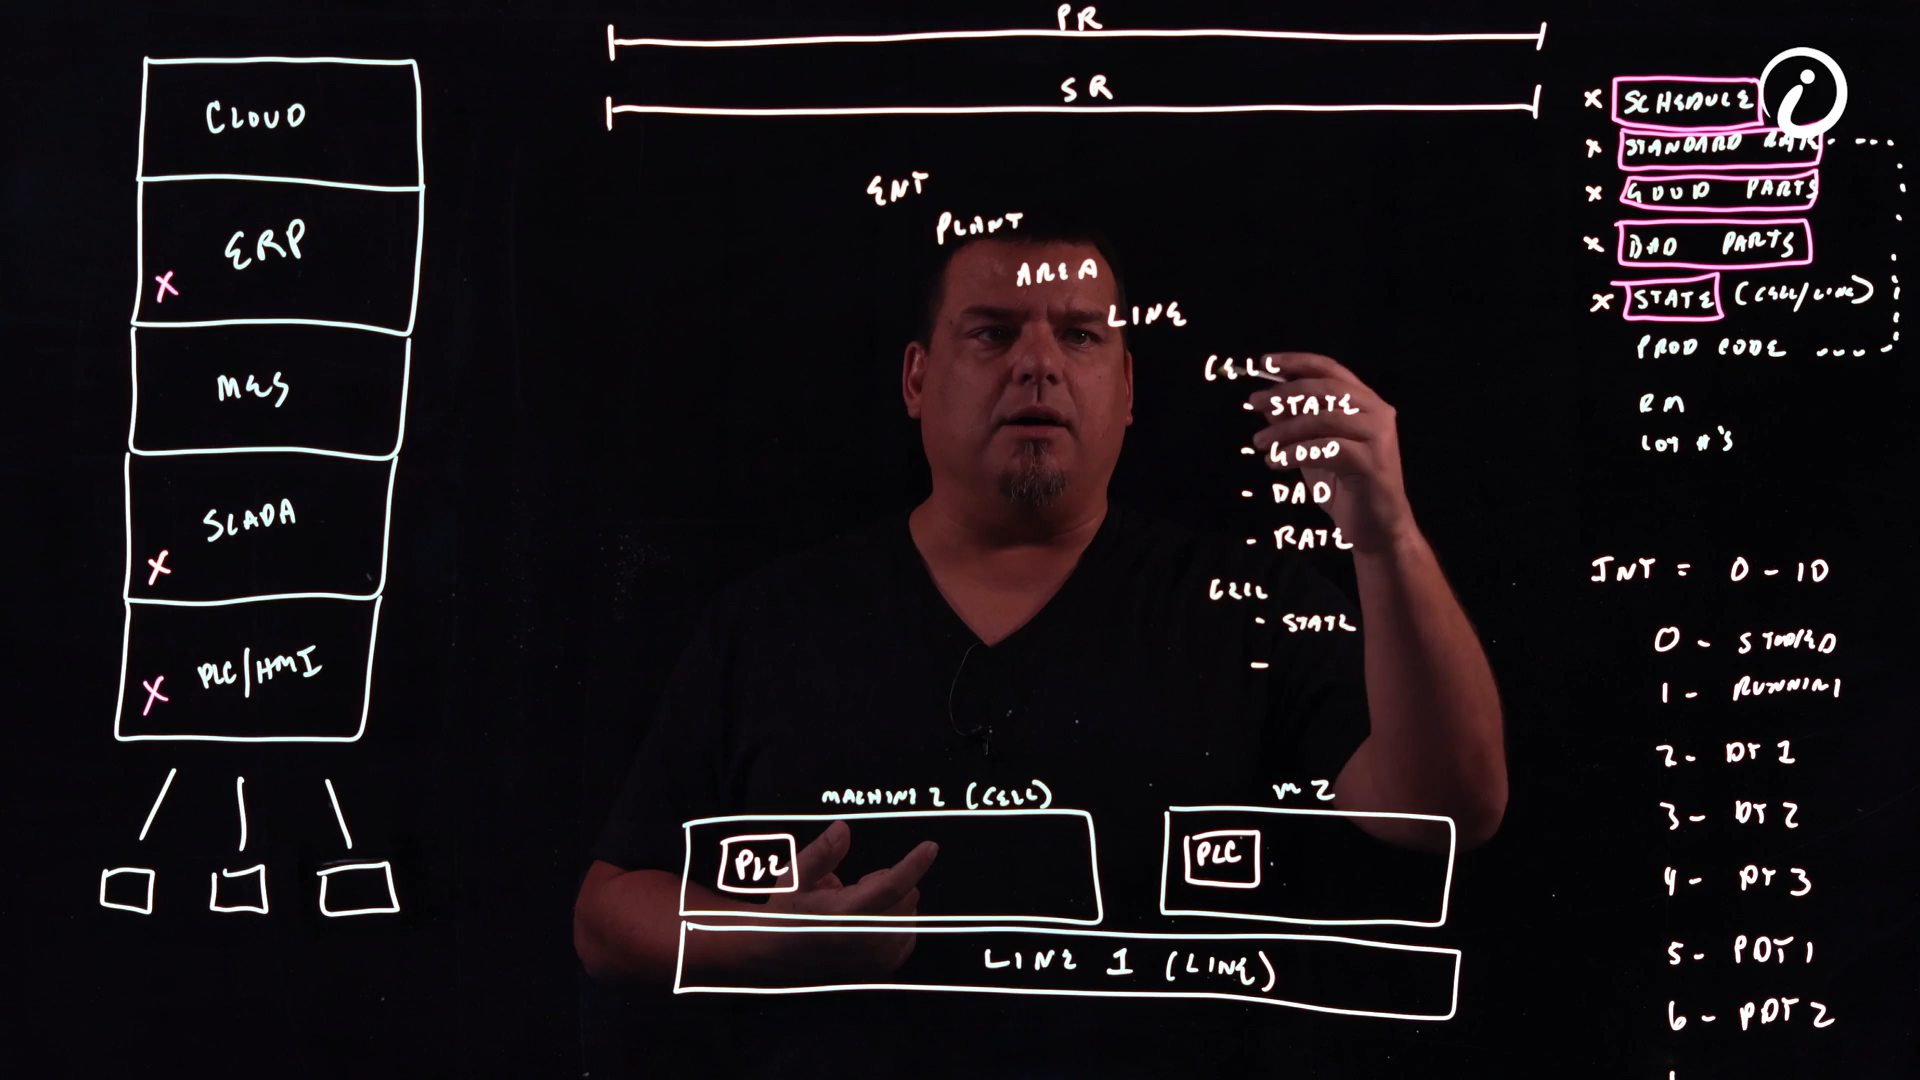 CLOUD
ERP
X
MES
SCADA
X
PLC/HMI
X
PR
SR
ENT
PLANT
AREA
LINE
CELL
- STATE
- GOOD
- BAD
- RATE
CELL
- STATE
-
MACHINE 2 (CELL)
PLC
M 2
PLC
LINE 1 (LINE)
i
X SCHEDULE
X STANDARD RATE
X GOOD PARTS
X BAD PARTS
X STATE (CELL/LINE)
PROD CODE
RM
LOT #'S
INT = 0 - 10
0 - STOPPED
1 - RUNNING
2 - DT 1
3 - DT 2
4 - DT 3
5 - PDT 1
6 - PDT 2